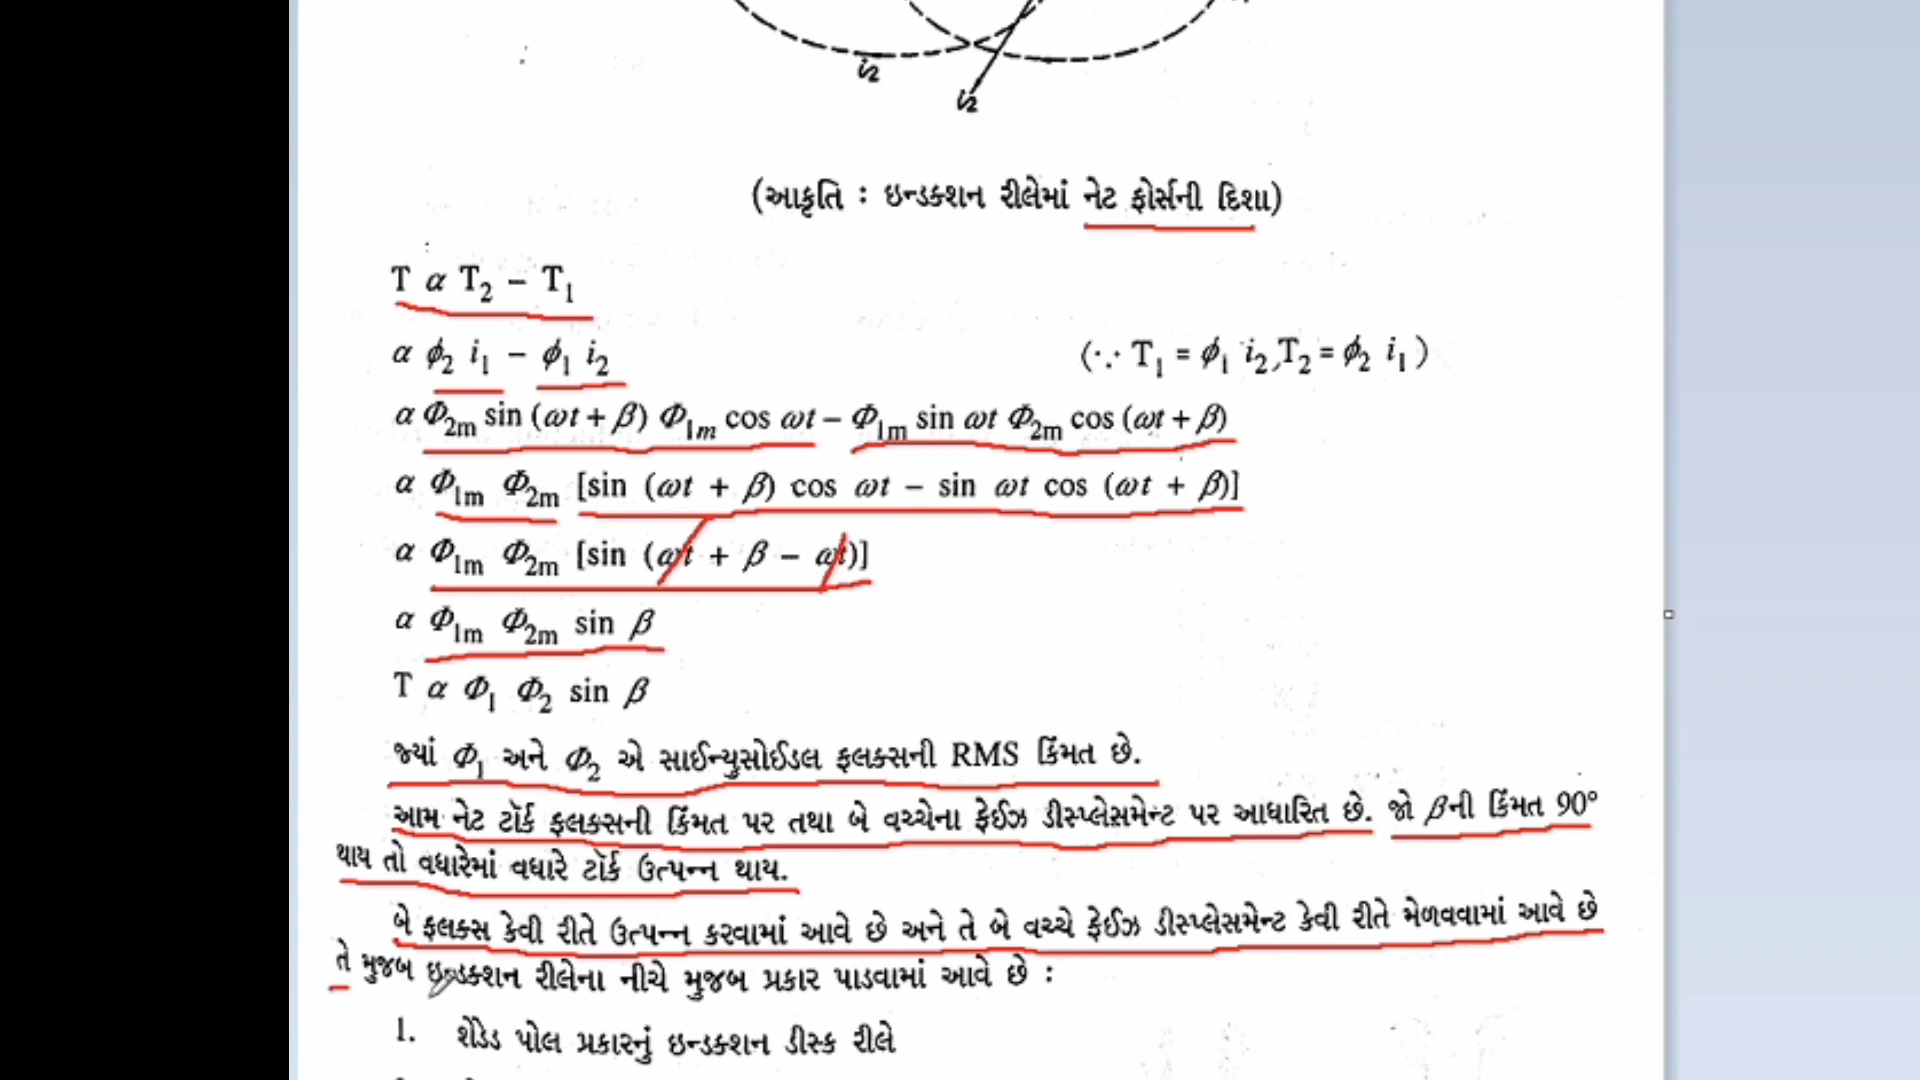 i₂
i₂
(આકૃતિ : ઇન્ડક્શન રીલેમાં નેટ ફોર્સની દિશા)
T α T₂ – T₁
α ϕ₂ i₁ – ϕ₁ i₂ (∵ T₁ = ϕ₁ i₂, T₂ = ϕ₂ i₁)
α Φ₂ₘ sin (ωt + β) Φ₁ₘ cos ωt – Φ₁ₘ sin ωt Φ₂ₘ cos (ωt + β)
α Φ₁ₘ Φ₂ₘ [sin (ωt + β) cos ωt – sin ωt cos (ωt + β)]
α Φ₁ₘ Φ₂ₘ [sin (ωt + β – ωt)]
α Φ₁ₘ Φ₂ₘ sin β
T α Φ₁ Φ₂ sin β
જ્યાં Φ₁ અને Φ₂ એ સાઈન્યુસોઈડલ ફલક્સની RMS કિંમત છે.
આમ નેટ ટૉર્ક ફલક્સની કિંમત પર તથા બે વચ્ચેના ફેઈઝ ડીસ્પ્લેસમેન્ટ પર આધારિત છે. જો βની કિંમત 90°
થાય તો વધારેમાં વધારે ટૉર્ક ઉત્પન્ન થાય.
બે ફલક્સ કેવી રીતે ઉત્પન્ન કરવામાં આવે છે અને તે બે વચ્ચે ફેઈઝ ડીસ્પ્લેસમેન્ટ કેવી રીતે મેળવવામાં આવે છે
તે મુજબ ઇન્ડક્શન રીલેના નીચે મુજબ પ્રકાર પાડવામાં આવે છે :
1. શેડેડ પોલ પ્રકારનું ઇન્ડક્શન ડીસ્ક રીલે